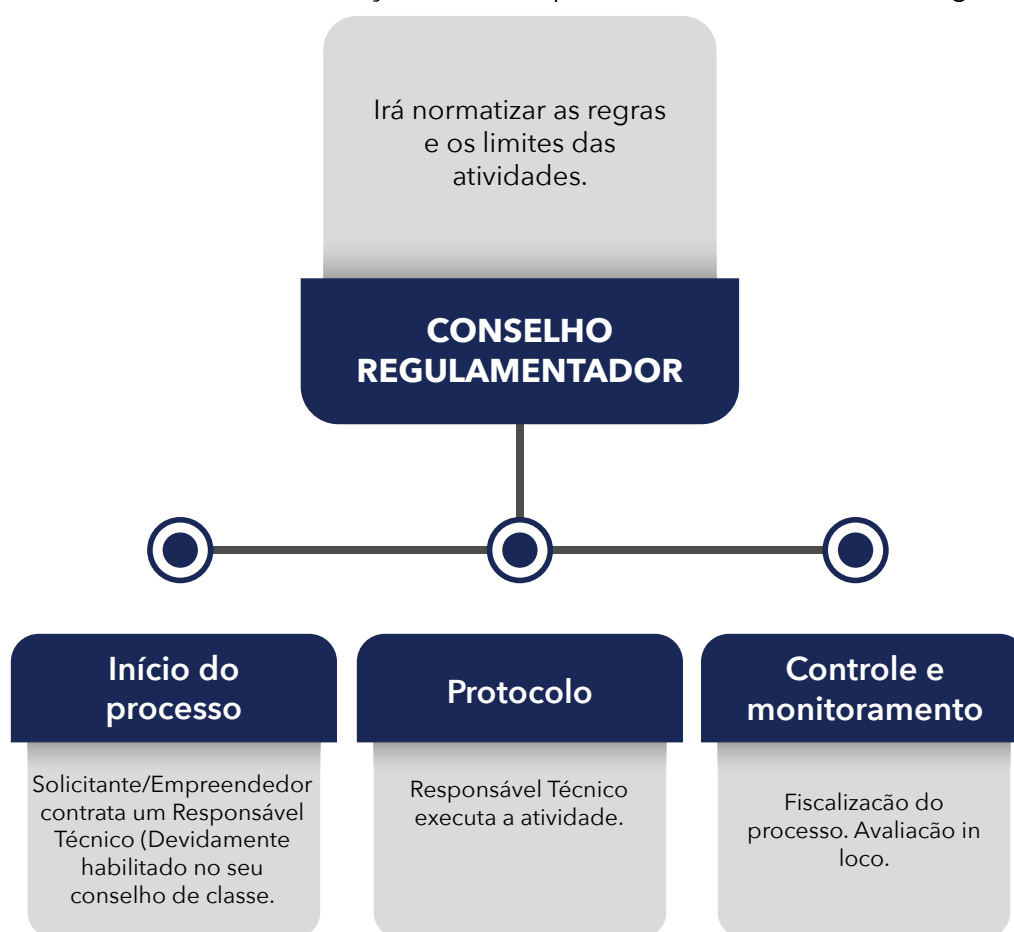 Irá normatizar as regras
e os limites das
atividades.
CONSELHO
REGULAMENTADOR
Início do
processo
Solicitante/Empreendedor
contrata um Responsável
Técnico (Devidamente
habilitado no seu
conselho de classe.
Protocolo
Responsável Técnico
executa a atividade.
Controle e
monitoramento
Fiscalizacão do
processo. Avaliacão in
loco.